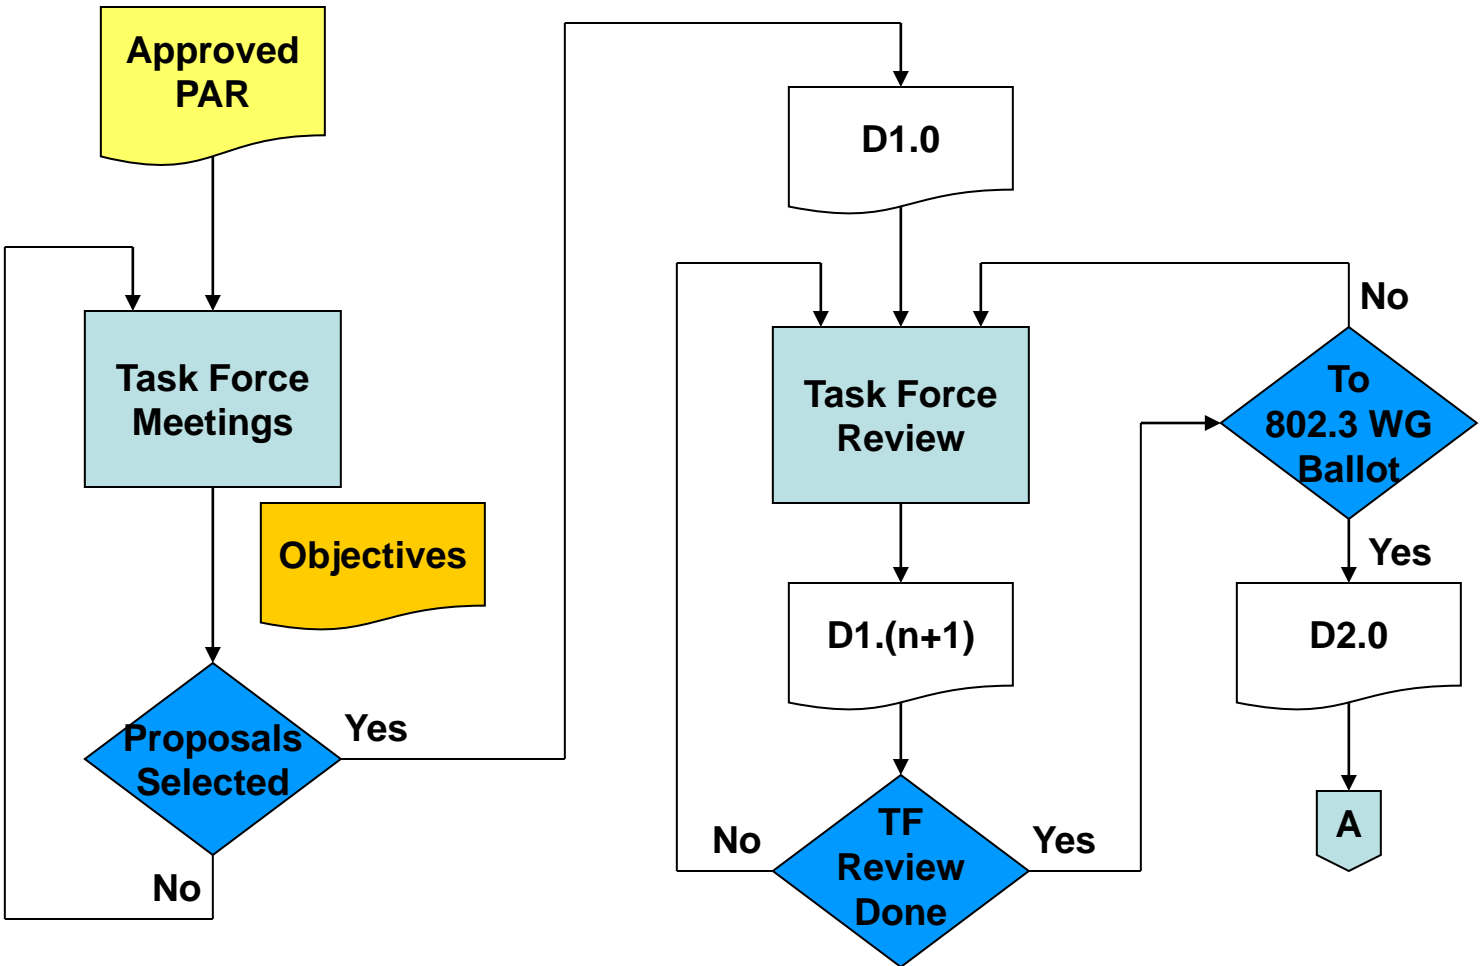 Approved
PAR
Task Force
Meetings
Objectives
Proposals
Selected
Yes
No
D1.0
Task Force
Review
D1.(n+1)
TF
Review
Done
No
Yes
To
802.3 WG
Ballot
No
Yes
D2.0
A